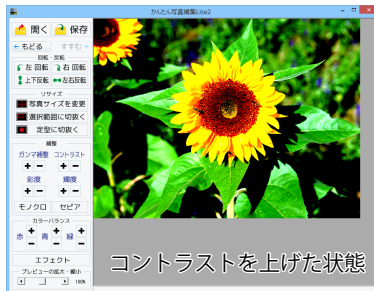 かんたん写真編集Lite2
開く 保存
←もどる すすむ→
回転・反転
左 回転 右 回転
上下反転 左右反転
リサイズ
写真サイズを変更
選択範囲に切抜く
定型に切抜く
補整
ガンマ補整 コントラスト
+ - + -
彩度 輝度
+ - + -
モノクロ セピア
カラーバランス
赤 + - 青 + - 緑 + -
エフェクト
プレビューの拡大・縮小
100%
コントラストを上げた状態